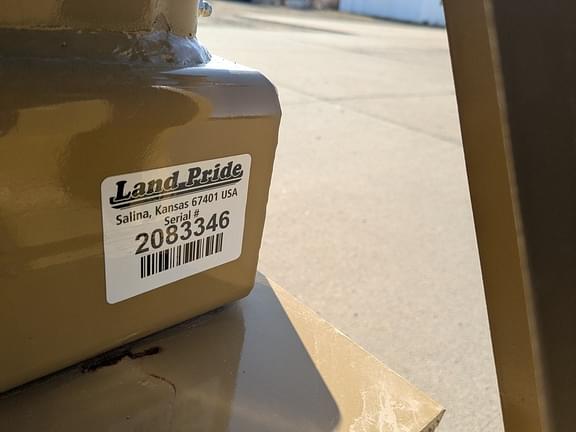 Land Pride
Salina, Kansas 67401 USA
Serial #
2083346